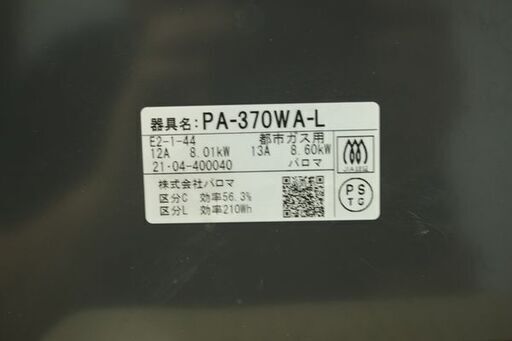 器具名：PA-370WA-L
E2-1-44 都市ガス用
12A 8.01kW 13A 8.60kW
21・04-400040 パロマ
株式会社パロマ
区分C 効率56.3%
区分L 効率210Wh
PS
TG